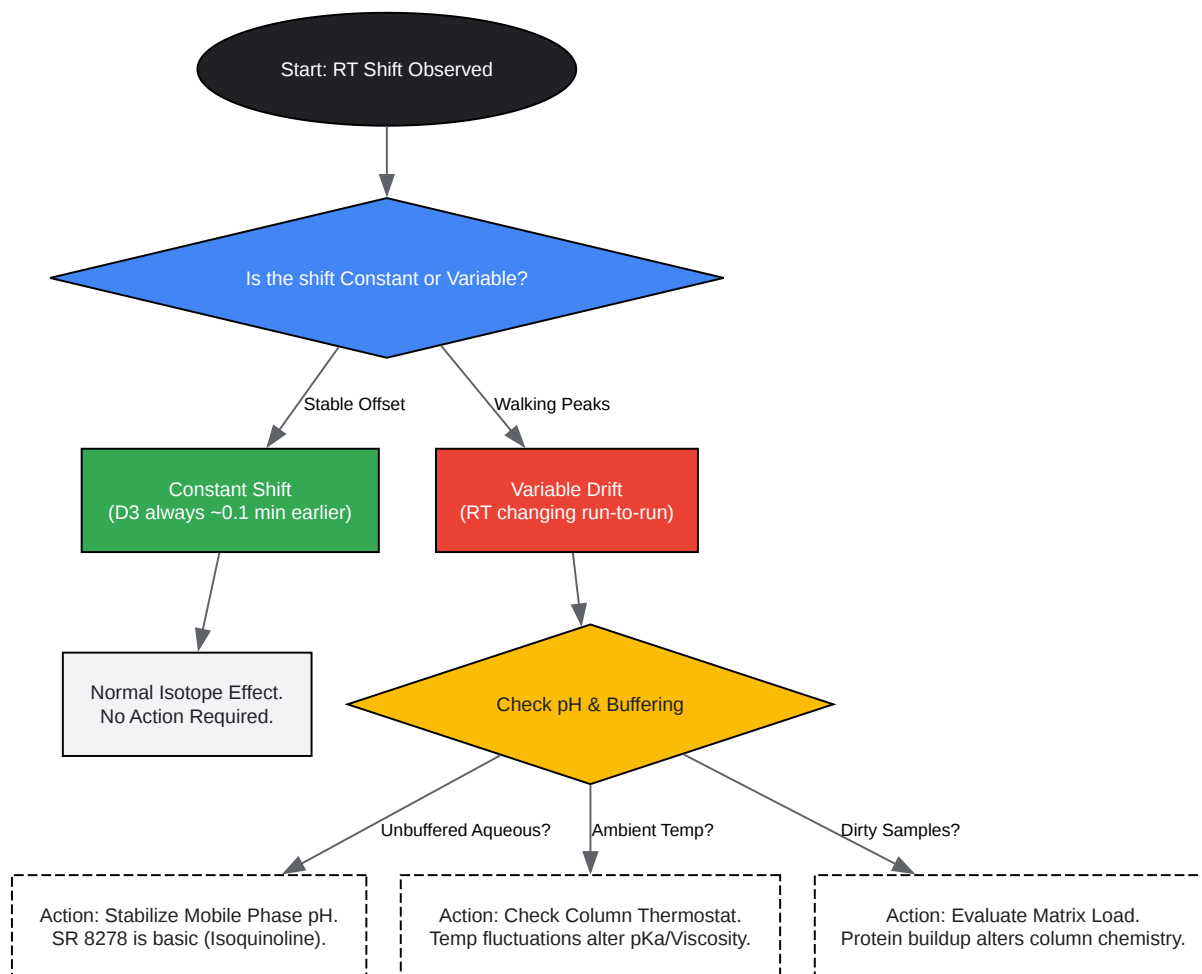 Start: RT Shift Observed
Is the shift Constant or Variable?
Stable Offset
Walking Peaks
Constant Shift
(D3 always ~0.1 min earlier)
Variable Drift
(RT changing run-to-run)
Normal Isotope Effect.
No Action Required.
Check pH & Buffering
Unbuffered Aqueous?
Ambient Temp?
Dirty Samples?
Action: Stabilize Mobile Phase pH.
SR 8278 is basic (Isoquinoline).
Action: Check Column Thermostat.
Temp fluctuations alter pKa/Viscosity.
Action: Evaluate Matrix Load.
Protein buildup alters column chemistry.